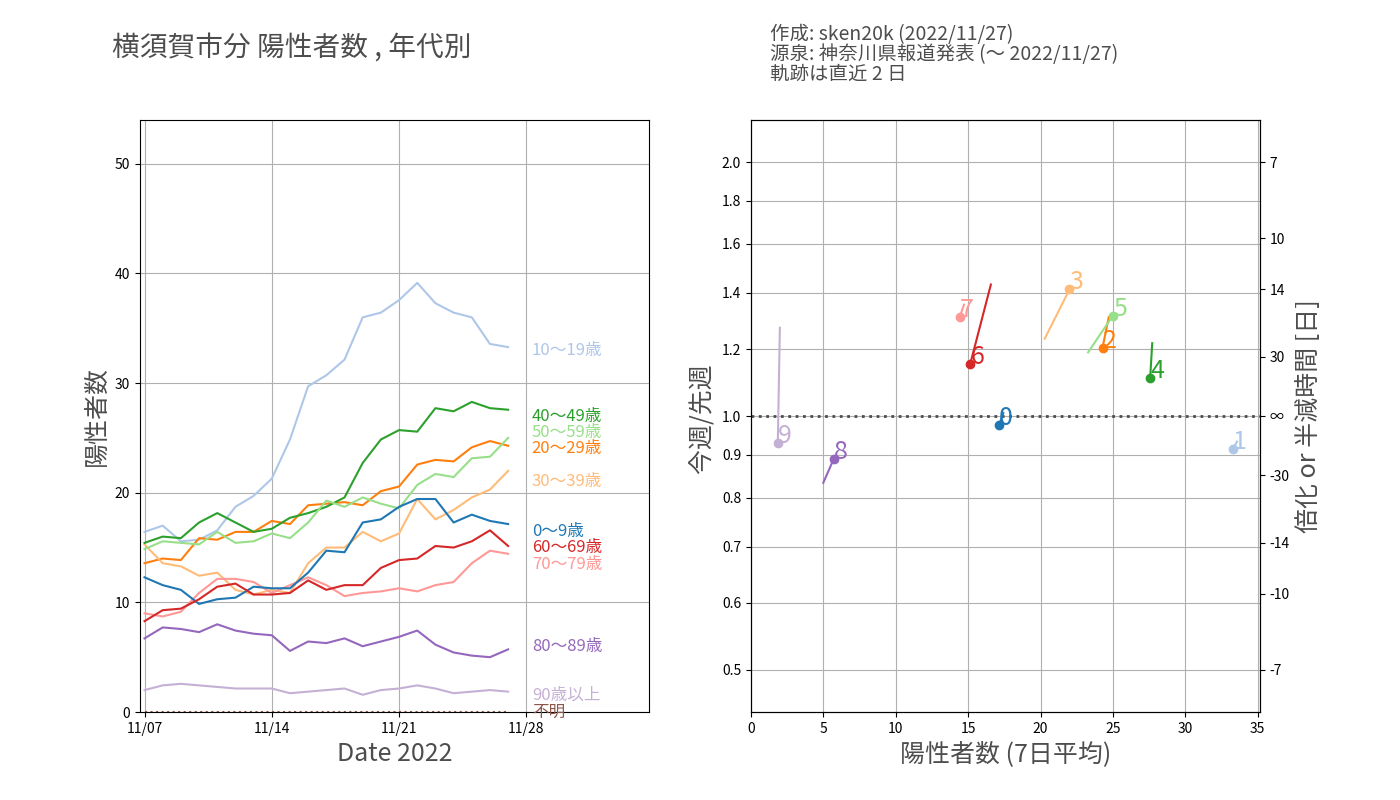 横須賀市分 陽性者数 , 年代別
作成: sken20k (2022/11/27)
源泉: 神奈川県報道発表 (～ 2022/11/27)
軌跡は直近 2 日
陽性者数
50
40
30
20
10
0
11/07
11/14
11/21
11/28
Date 2022
10～19歳
40～49歳
50～59歳
20～29歳
30～39歳
0～9歳
60～69歳
70～79歳
80～89歳
90歳以上
不明
今週/先週
2.0
1.8
1.6
1.4
1.2
1.0
0.9
0.8
0.7
0.6
0.5
3
7
5
2
6
4
0
9
1
8
0
5
10
15
20
25
30
35
陽性者数 (7日平均)
7
10
14
30
∞
-30
-14
-10
-7
倍化 or 半減時間 [日]